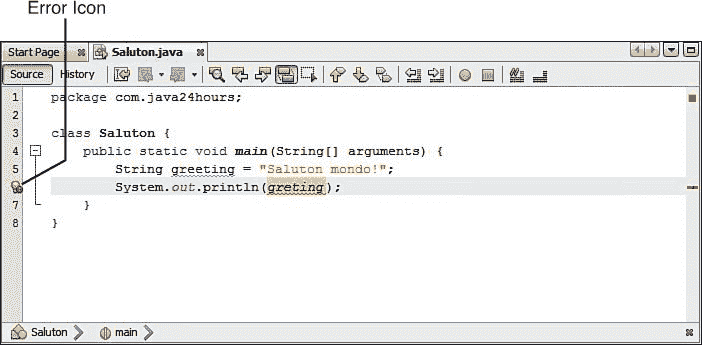 Error Icon
Start Page Saluton.java
Source History
1 package com.java24hours;
2
3 class Saluton {
4 public static void main(String[] arguments) {
5 String greeting = "Saluton mondo!";
System.out.println(greting);
7 }
8 }
Saluton main